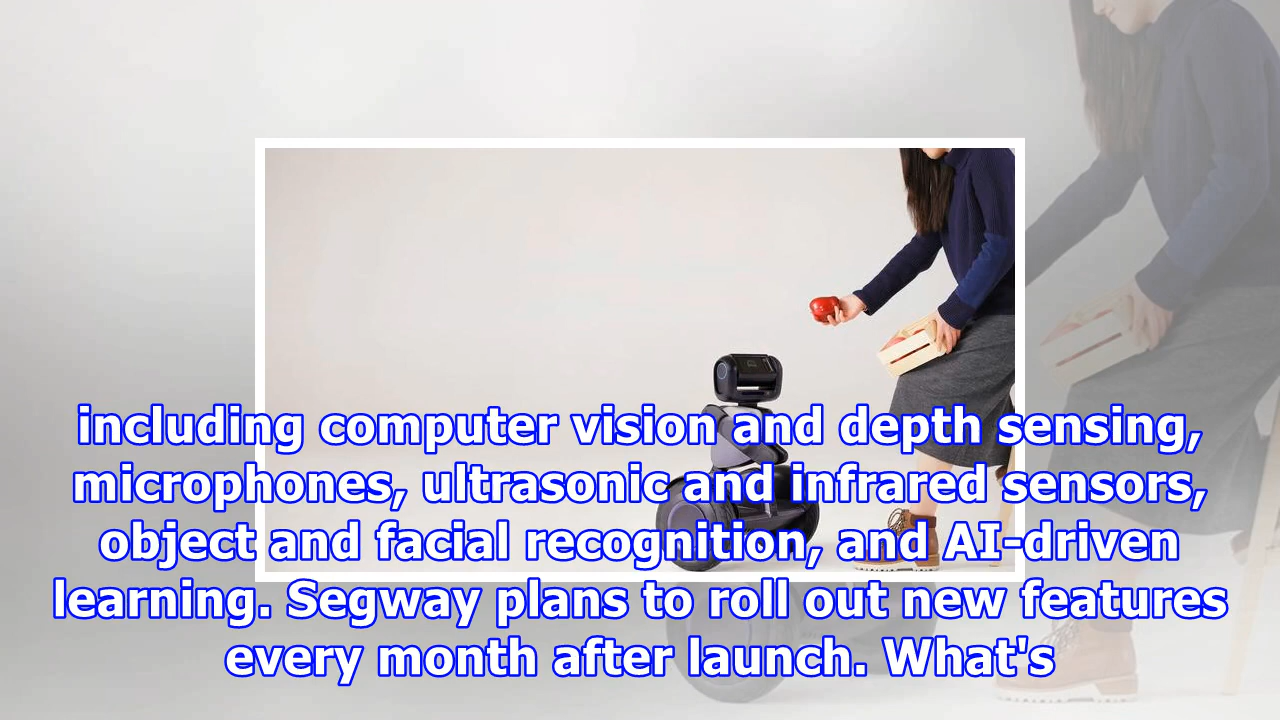 including computer vision and depth sensing,
microphones, ultrasonic and infrared sensors,
object and facial recognition, and AI-driven
learning. Segway plans to roll out new features
every month after launch. What's